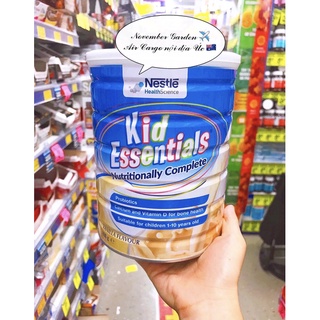 November Garden ✈️
Air Cargo nội địa Úc 🇦🇺
Nestlé
HealthScience
Kid
Essentials
Nutritionally Complete
Probiotics
Calcium and Vitamin D for bone health
Suitable for children 1-10 years old
FLAVOUR